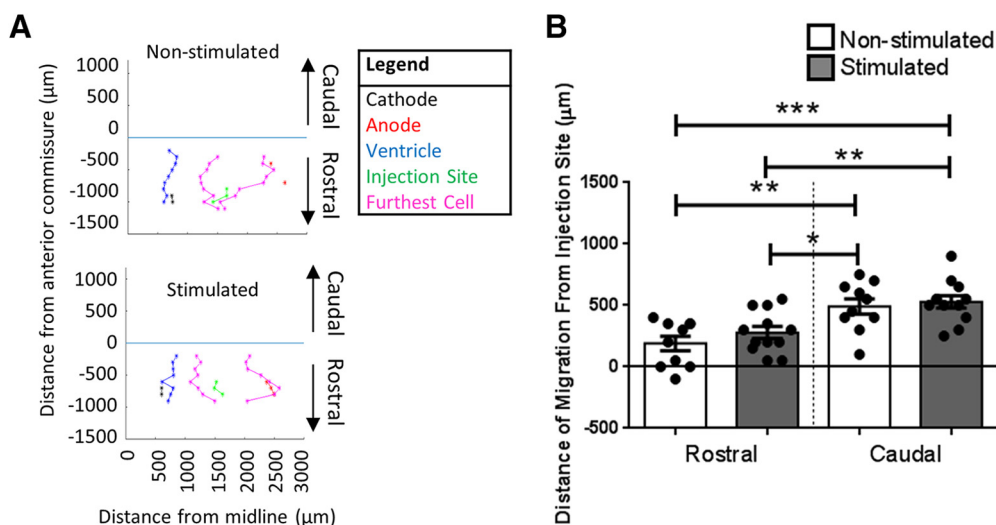 A
Non-stimulated
1000
500
0
-500
-1000
-1500
Caudal
Rostral
Stimulated
1000
500
0
-500
-1000
-1500
Caudal
Rostral
Distance from anterior commissure (µm)
0
500
1000
1500
2000
2500
3000
Distance from midline (µm)
Legend
Cathode
Anode
Ventricle
Injection Site
Furthest Cell
B
Non-stimulated
Stimulated
***
**
**
*
Distance of Migration From Injection Site (µm)
1500
1000
500
0
-500
Rostral
Caudal